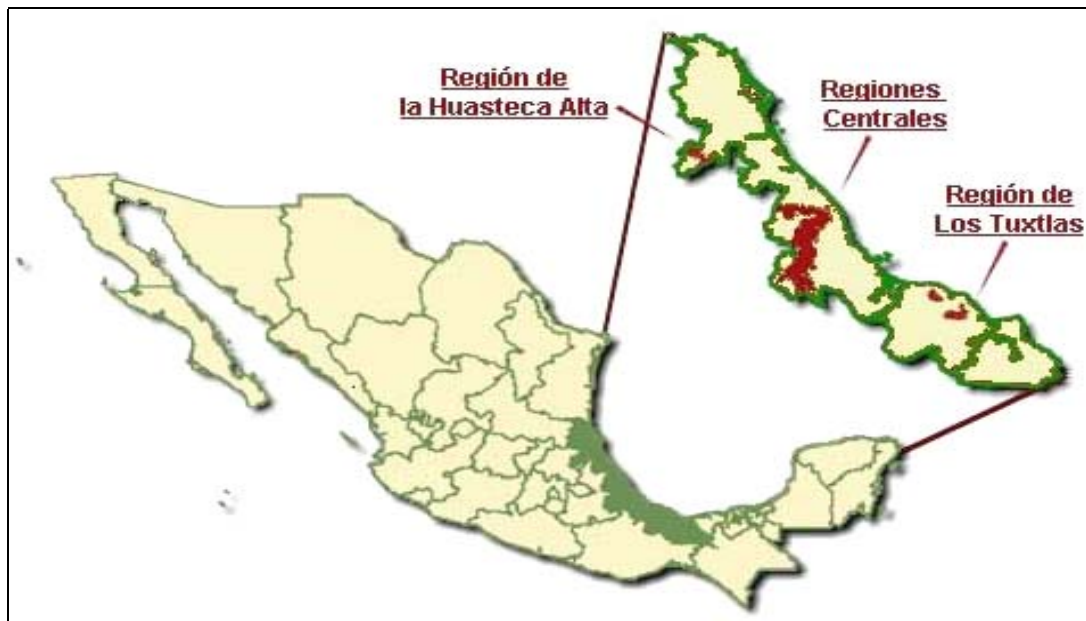 Región de
la Huasteca Alta
Regiones
Centrales
Región de
Los Tuxtlas